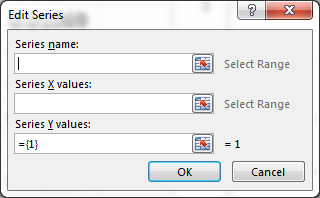 Edit Series
?
Series name:
Select Range
Series X values:
Select Range
Series Y values:
={1}
= 1
OK
Cancel